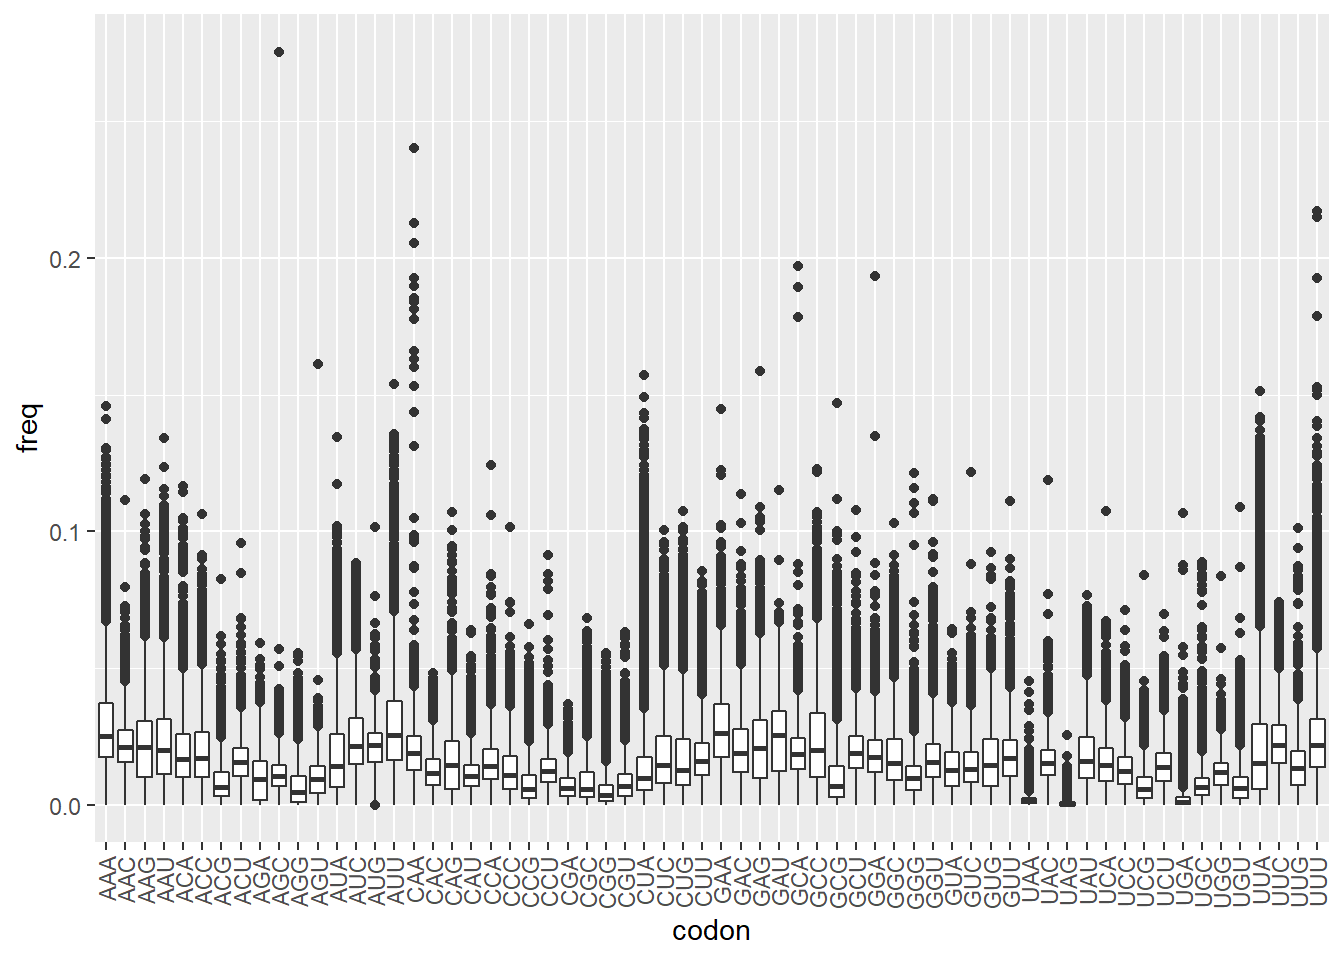 freq
0.2
0.1
0.0
AAA AAC AAG AAU ACA ACC ACG ACU AGA AGC AGG AGU AUA AUC AUG AUU CAA CAC CAG CAU CCA CCC CCG CCU CGA CGC CGG CGU CUA CUC CUG CUU GAA GAC GAG GAU GCA GCC GCG GCU GGA GGC GGG GGU GUA GUC GUG GUU UAA UAC UAG UAU UCA UCC UCG UCU UGA UGC UGG UGU UUA UUC UUG UUU
codon